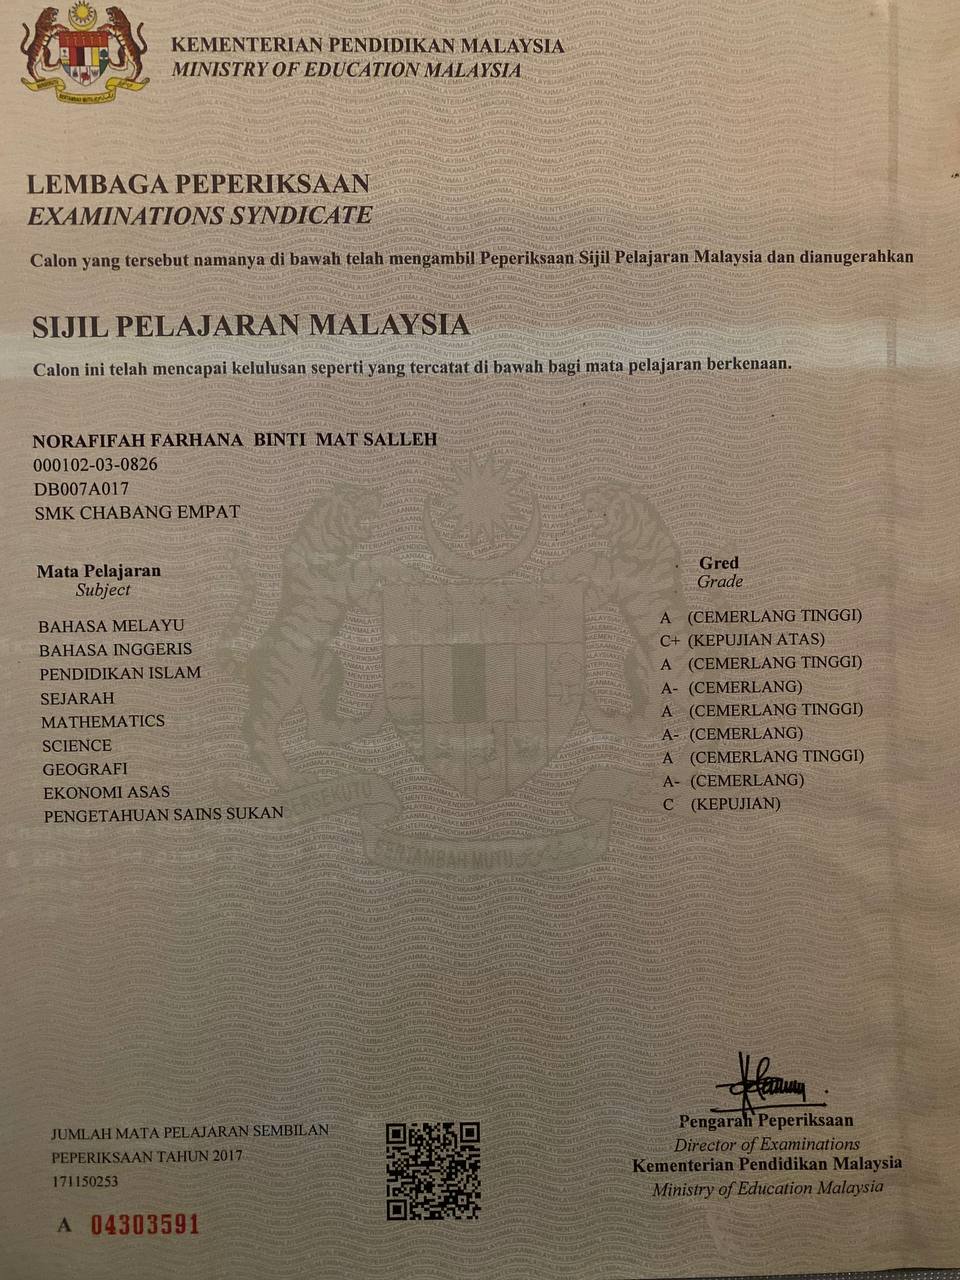 KEMENTERIAN PENDIDIKAN MALAYSIA
MINISTRY OF EDUCATION MALAYSIA
LEMBAGA PEPERIKSAAN
EXAMINATIONS SYNDICATE
Calon yang tersebut namanya di bawah telah mengambil Peperiksaan Sijil Pelajaran Malaysia dan dianugerahkan
SIJIL PELAJARAN MALAYSIA
Calon ini telah mencapai kelulusan seperti yang tercatat di bawah bagi mata pelajaran berkenaan.
NORAFIFAH FARHANA BINTI MAT SALLEH
000102-03-0826
DB007A017
SMK CHABANG EMPAT
Mata Pelajaran Gred
Subject Grade
BAHASA MELAYU A (CEMERLANG TINGGI)
BAHASA INGGERIS C+ (KEPUJIAN ATAS)
PENDIDIKAN ISLAM A (CEMERLANG TINGGI)
SEJARAH A- (CEMERLANG)
MATHEMATICS A (CEMERLANG TINGGI)
SCIENCE A- (CEMERLANG)
GEOGRAFI A (CEMERLANG TINGGI)
EKONOMI ASAS A- (CEMERLANG)
PENGETAHUAN SAINS SUKAN C (KEPUJIAN)
BERTAMBAH MUTU
Pengarah Peperiksaan
Director of Examinations
Kementerian Pendidikan Malaysia
Ministry of Education Malaysia
JUMLAH MATA PELAJARAN SEMBILAN
PEPERIKSAAN TAHUN 2017
171150253
A 04303591